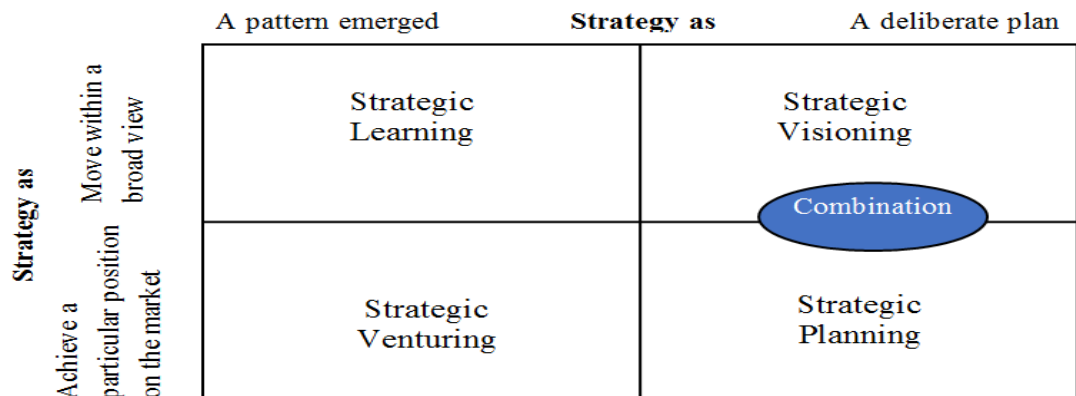 A pattern emerged Strategy as A deliberate plan
Strategy as
Move within a
broad view
Strategic
Learning
Strategic
Visioning
Combination
Achieve a
particular position
on the market
Strategic
Venturing
Strategic
Planning